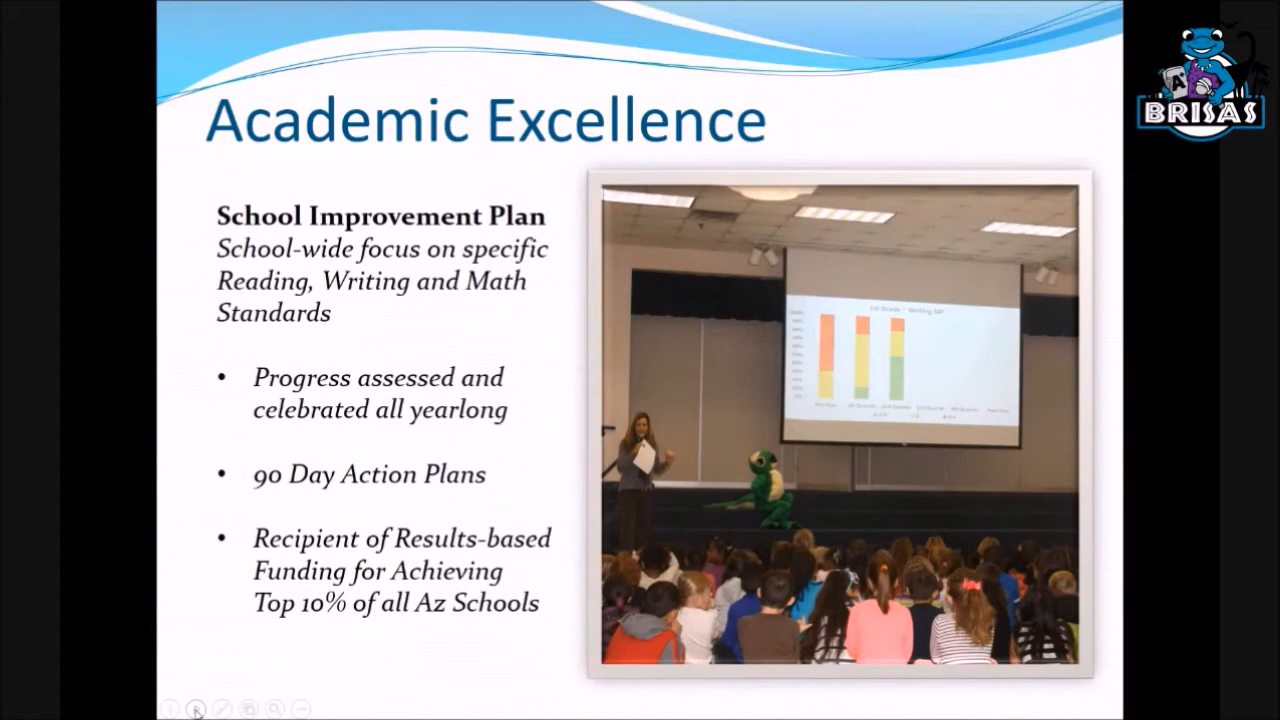 Academic Excellence
BRISAS
School Improvement Plan
School-wide focus on specific
Reading, Writing and Math
Standards
• Progress assessed and
celebrated all yearlong
• 90 Day Action Plans
• Recipient of Results-based
Funding for Achieving
Top 10% of all Az Schools
Writing SIP
A+